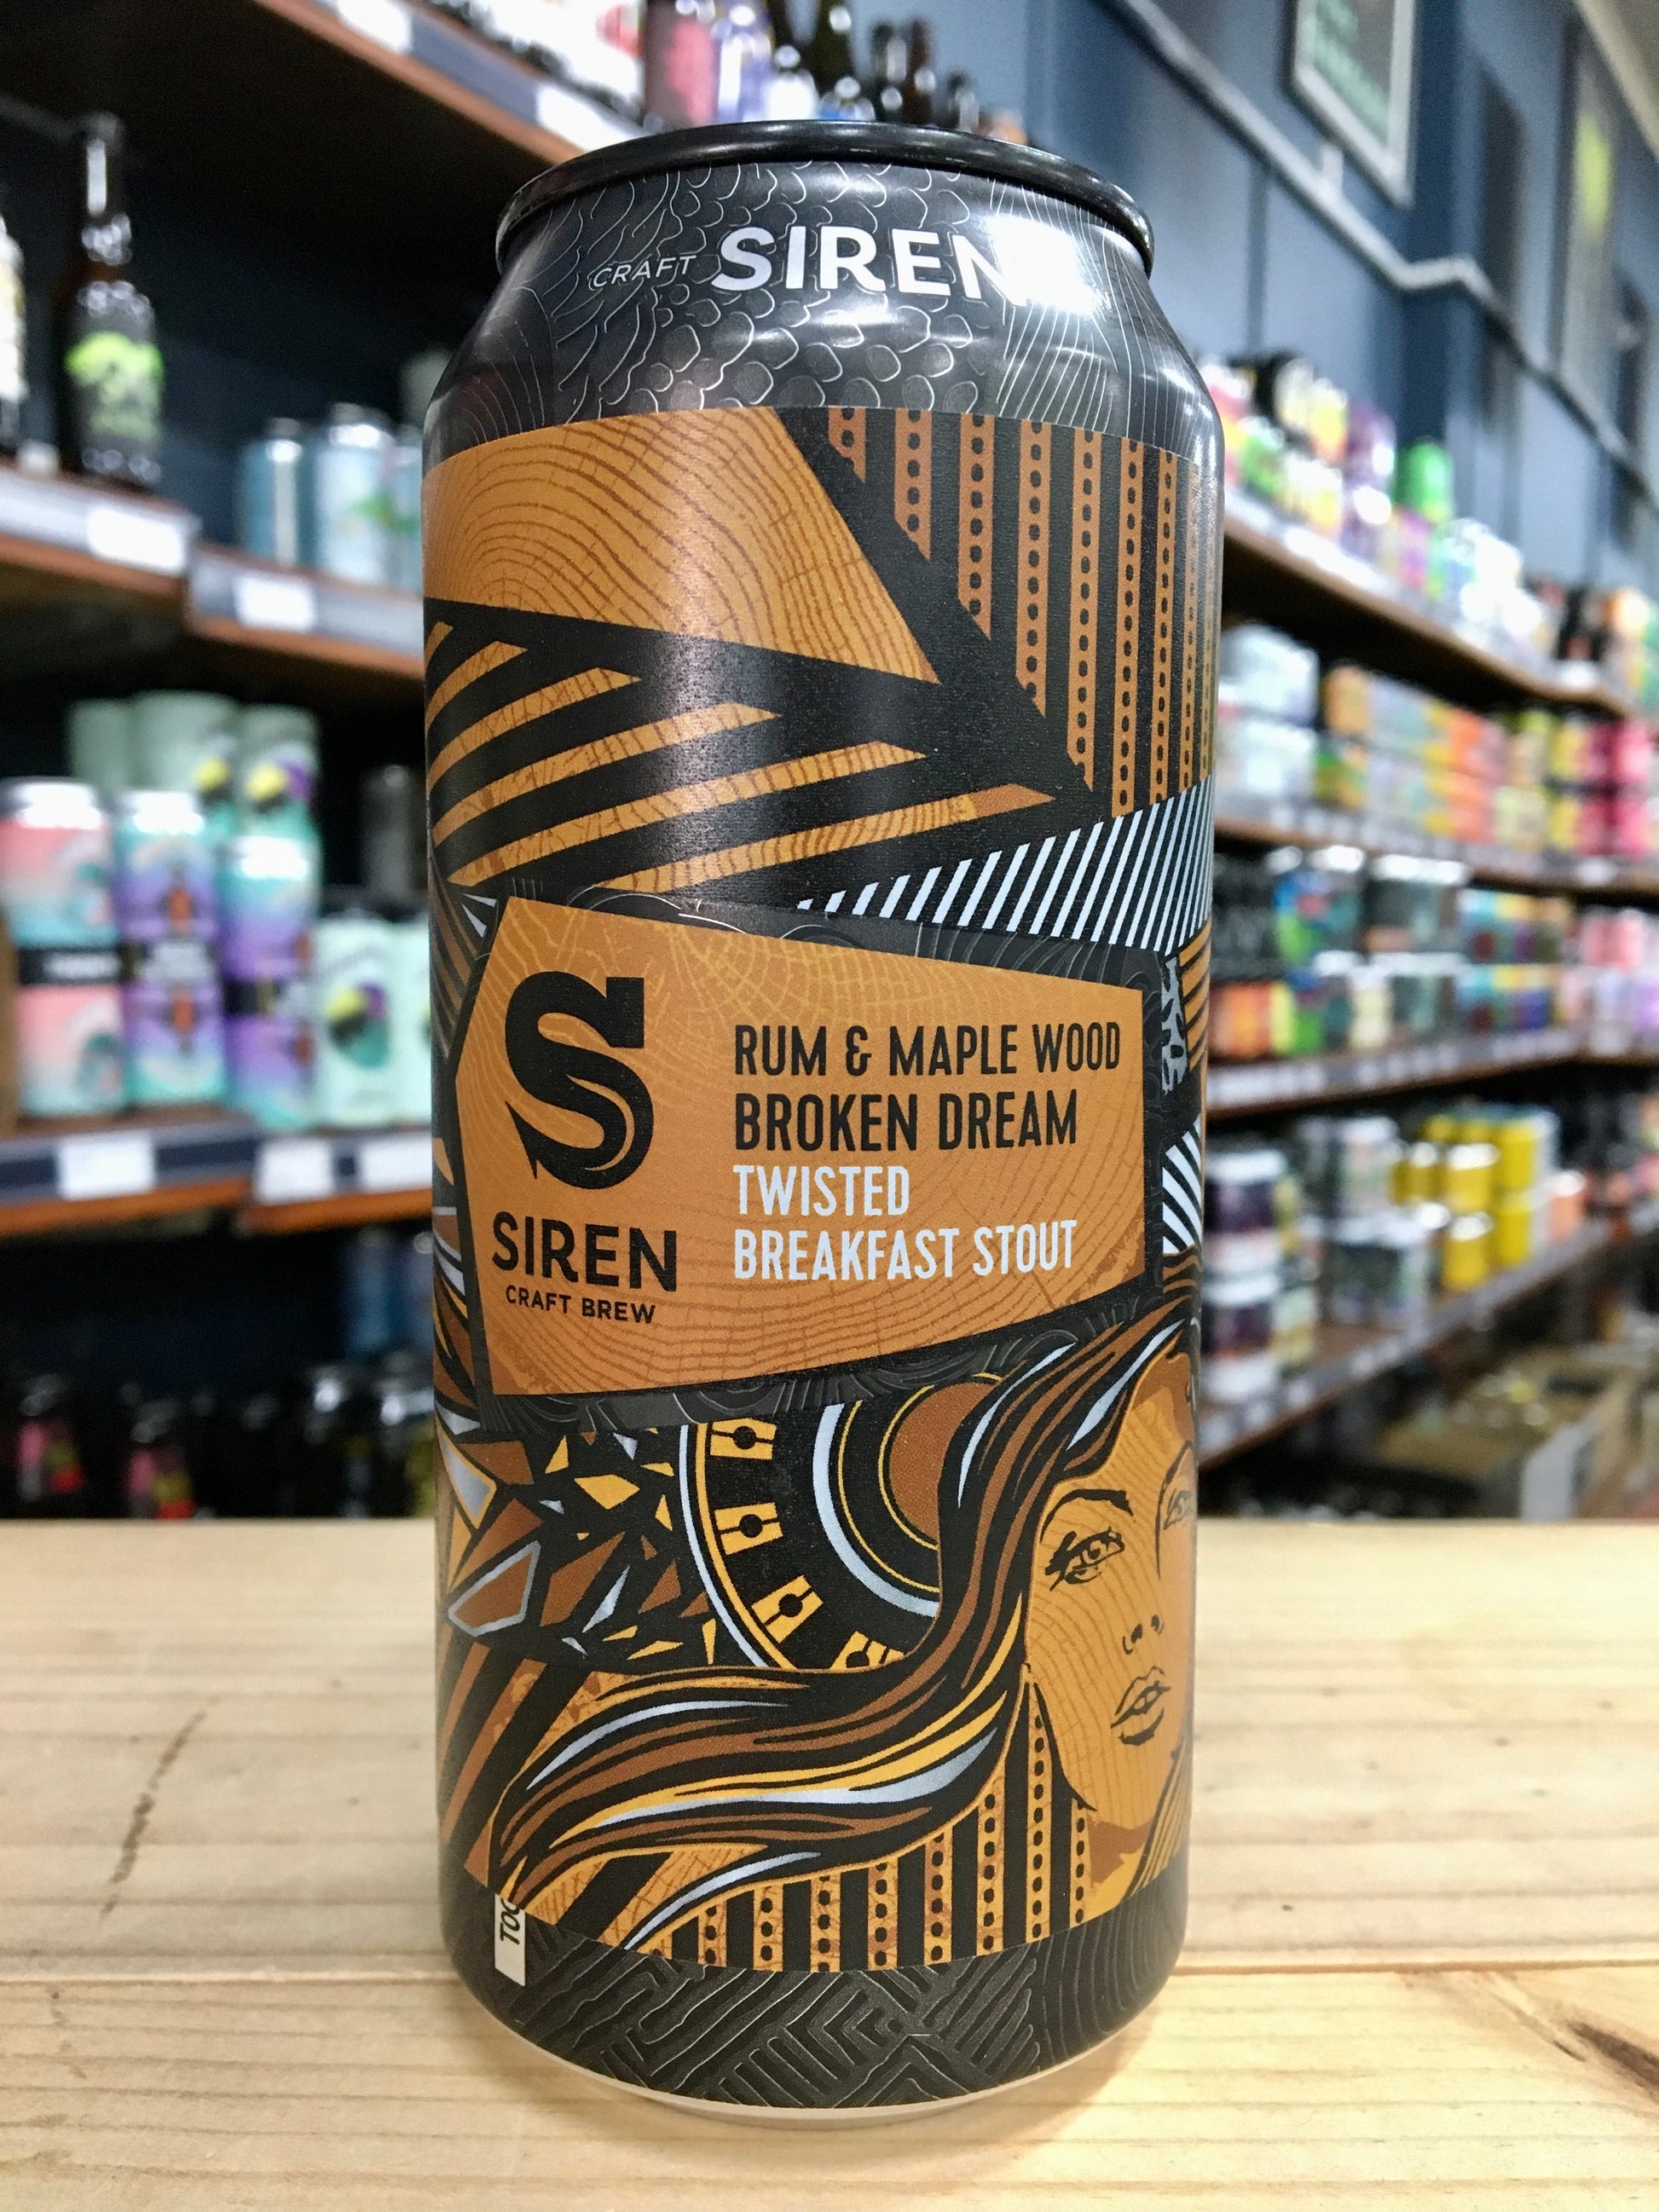 CRAFT SIREN
RUM & MAPLE WOOD
BROKEN DREAM
TWISTED
BREAKFAST STOUT
SIREN
CRAFT BREW